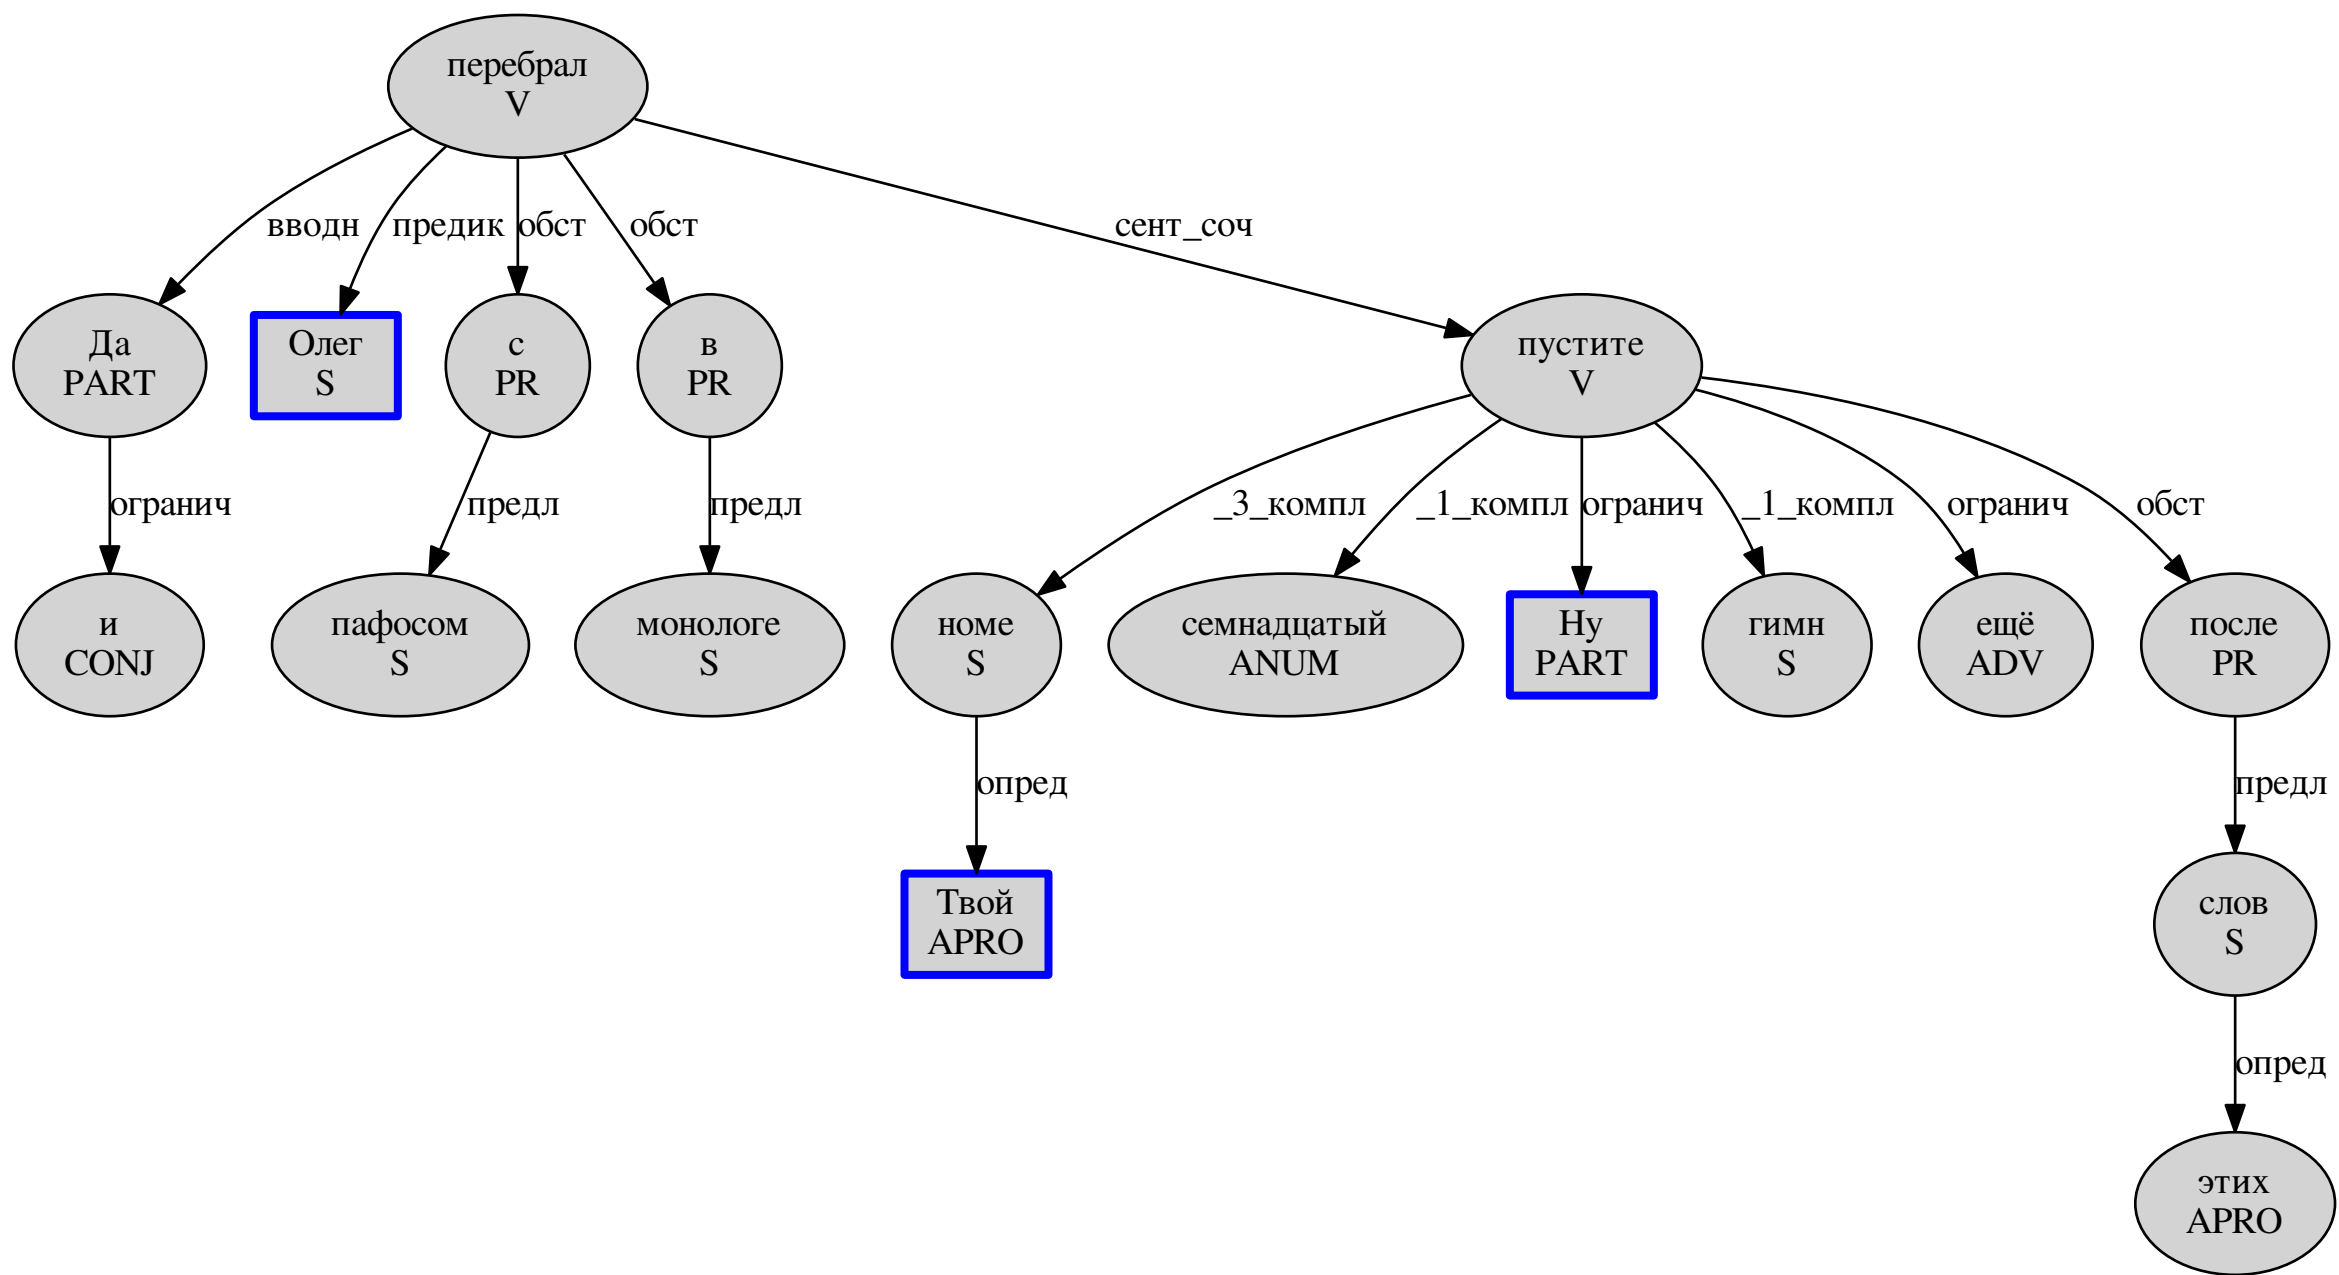 перебрал
V
вводн
предик
обст
обст
сент_соч
Да
PART
Олег
S
с
PR
в
PR
пустите
V
огранич
предл
предл
_3_компл
_1_компл
огранич
_1_компл
огранич
обст
и
CONJ
пафосом
S
монологе
S
номе
S
семнадцатый
ANUM
Ну
PART
гимн
S
ещё
ADV
после
PR
опред
предл
Твой
APRO
слов
S
опред
этих
APRO